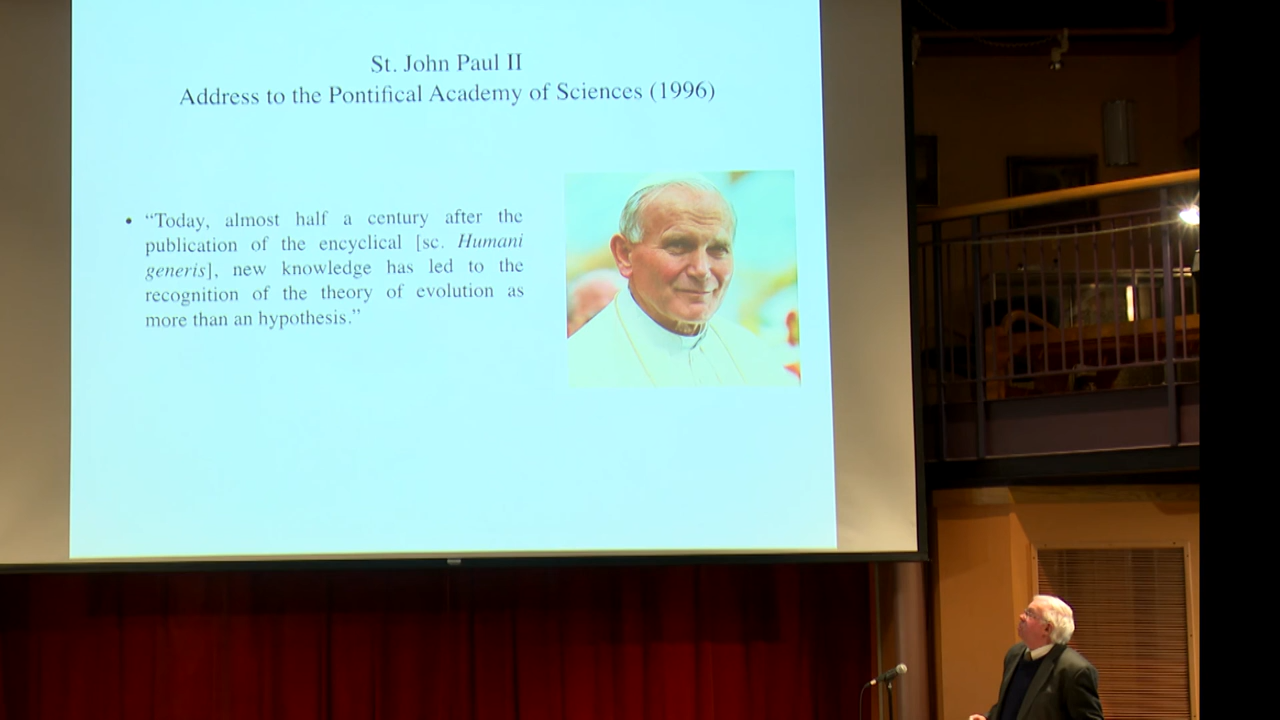 St. John Paul II
Address to the Pontifical Academy of Sciences (1996)
• “Today, almost half a century after the
publication of the encyclical [sc. Humani
generis], new knowledge has led to the
recognition of the theory of evolution as
more than an hypothesis.”